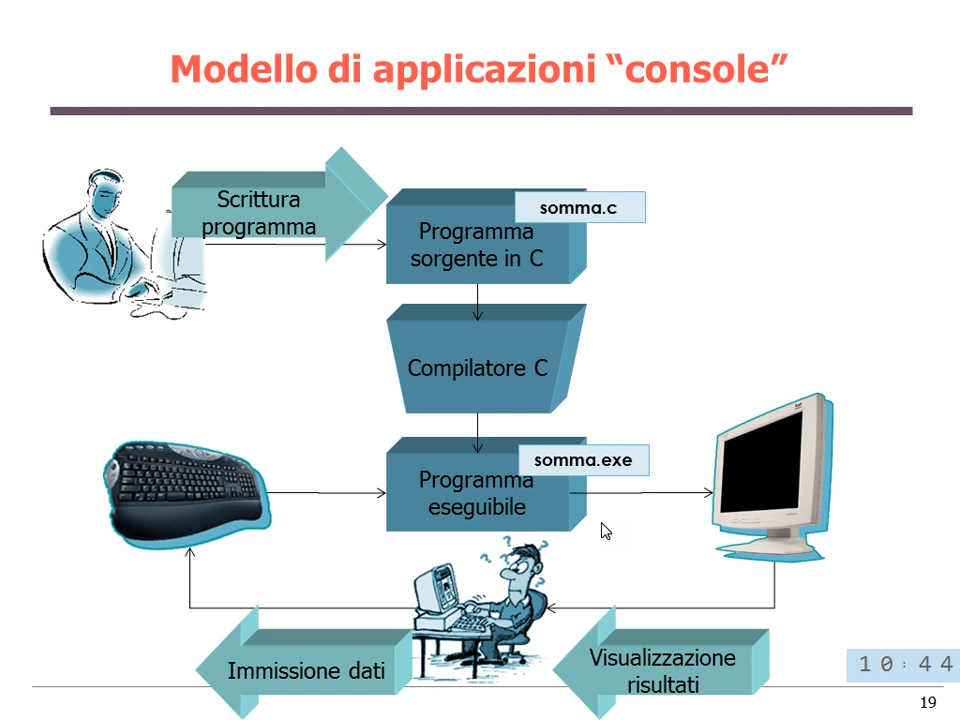 Modello di applicazioni “console”
Scrittura
programma
somma.c
Programma
sorgente in C
Compilatore C
somma.exe
Programma
eseguibile
Immissione dati
Visualizzazione
risultati
10:44
19